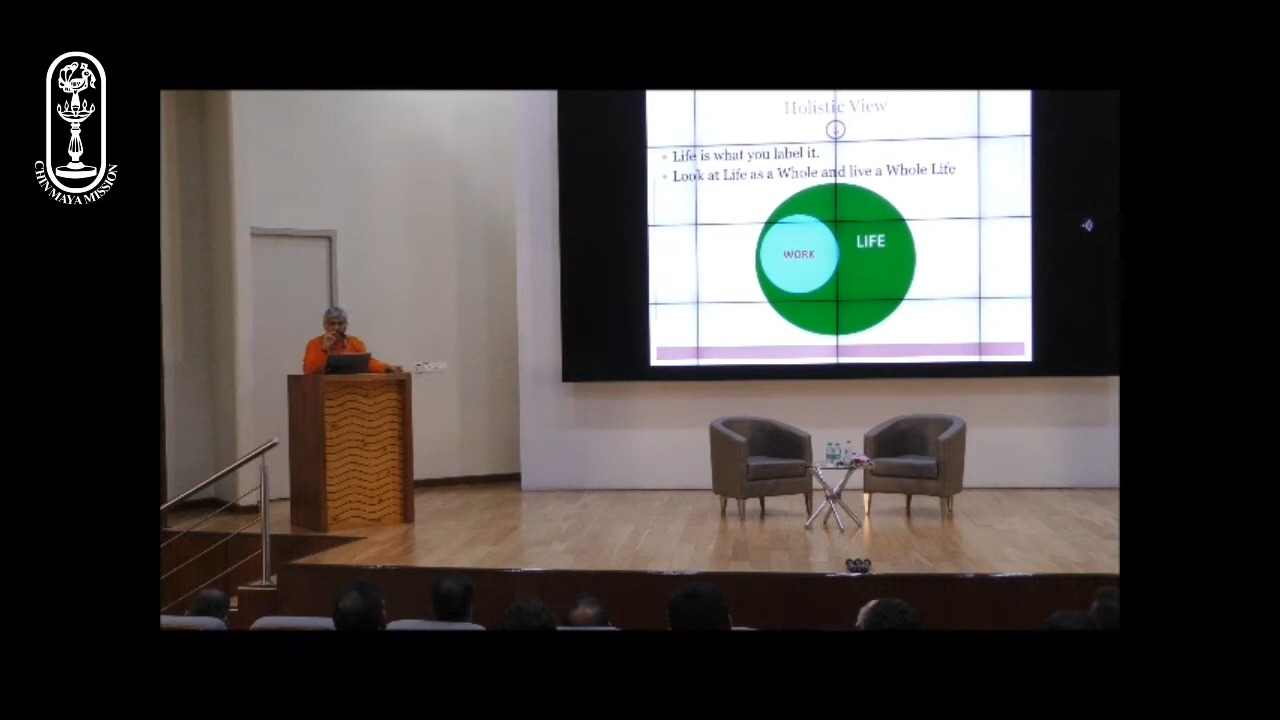 CHINMAYA MISSION
Holistic View
Life is what you label it.
Look at Life as a Whole and live a Whole Life
WORK
LIFE